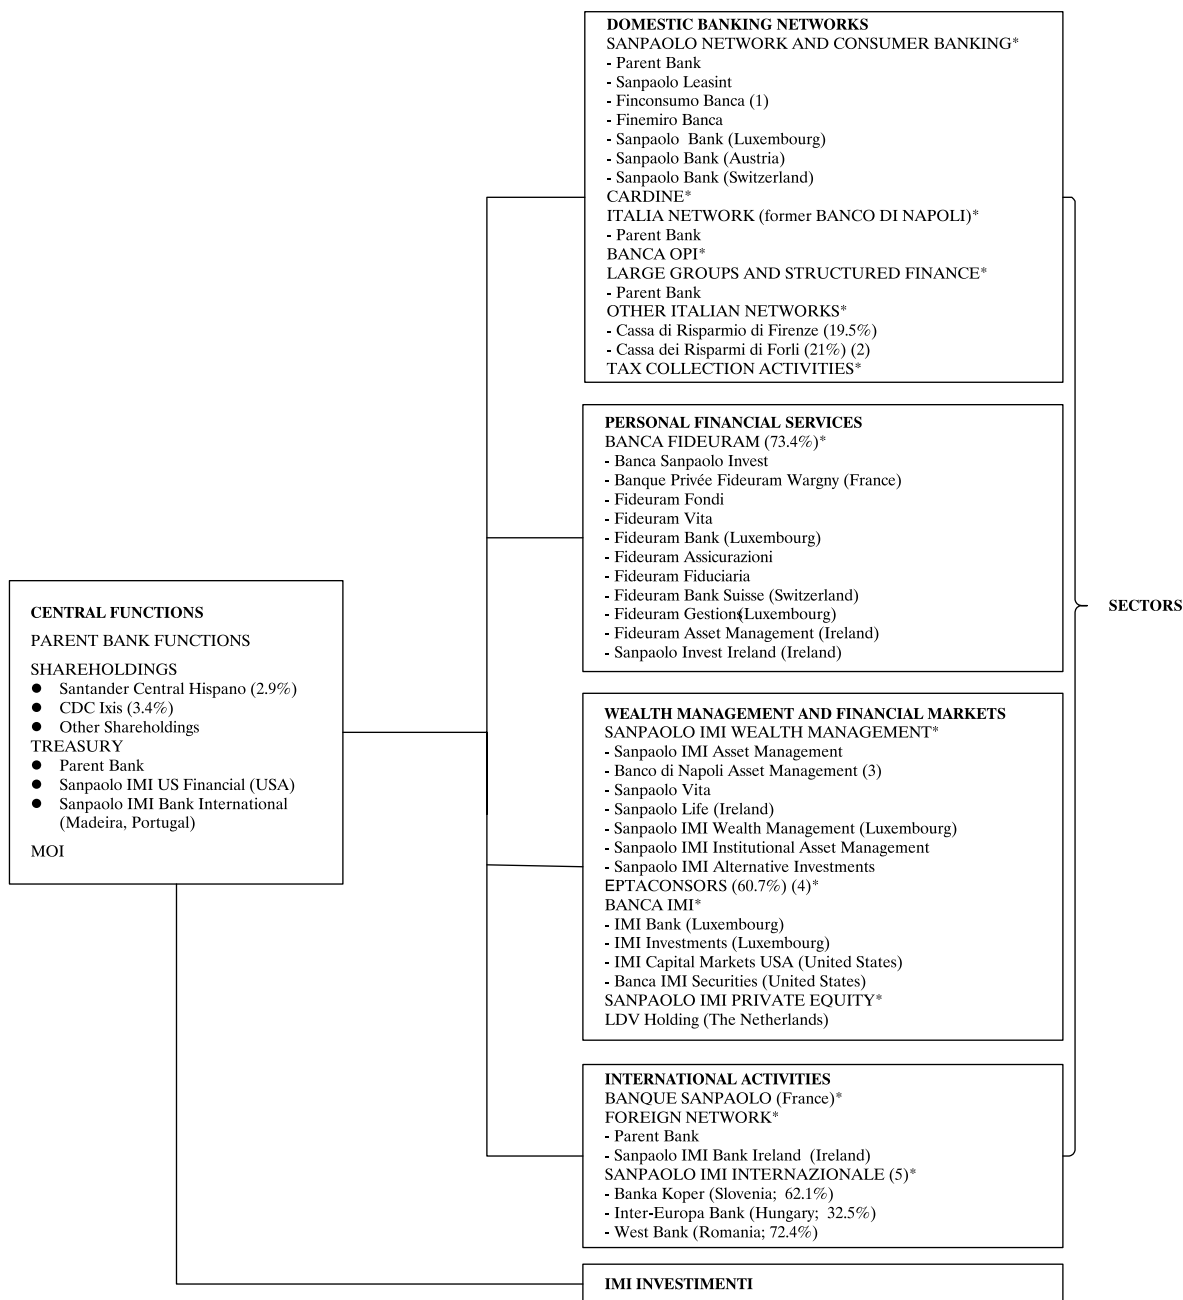 DOMESTIC BANKING NETWORKS
SANPAOLO NETWORK AND CONSUMER BANKING*
- Parent Bank
- Sanpaolo Leasint
- Finconsumo Banca (1)
- Finemiro Banca
- Sanpaolo Bank (Luxembourg)
- Sanpaolo Bank (Austria)
- Sanpaolo Bank (Switzerland)
CARDINE*
ITALIA NETWORK (former BANCO DI NAPOLI)*
- Parent Bank
BANCA OPI*
LARGE GROUPS AND STRUCTURED FINANCE*
- Parent Bank
OTHER ITALIAN NETWORKS*
- Cassa di Risparmio di Firenze (19.5%)
- Cassa dei Risparmi di Forli (21%) (2)
TAX COLLECTION ACTIVITIES*
PERSONAL FINANCIAL SERVICES
BANCA FIDEURAM (73.4%)*
- Banca Sanpaolo Invest
- Banque Privée Fideuram Wargny (France)
- Fideuram Fondi
- Fideuram Vita
- Fideuram Bank (Luxembourg)
- Fideuram Assicurazioni
- Fideuram Fiduciaria
- Fideuram Bank Suisse (Switzerland)
- Fideuram Gestions(Luxembourg)
- Fideuram Asset Management (Ireland)
- Sanpaolo Invest Ireland (Ireland)
SECTORS
CENTRAL FUNCTIONS
PARENT BANK FUNCTIONS
SHAREHOLDINGS
● Santander Central Hispano (2.9%)
● CDC Ixis (3.4%)
● Other Shareholdings
TREASURY
● Parent Bank
● Sanpaolo IMI US Financial (USA)
● Sanpaolo IMI Bank International
(Madeira, Portugal)
MOI
WEALTH MANAGEMENT AND FINANCIAL MARKETS
SANPAOLO IMI WEALTH MANAGEMENT*
- Sanpaolo IMI Asset Management
- Banco di Napoli Asset Management (3)
- Sanpaolo Vita
- Sanpaolo Life (Ireland)
- Sanpaolo IMI Wealth Management (Luxembourg)
- Sanpaolo IMI Institutional Asset Management
- Sanpaolo IMI Alternative Investments
EPTACONSORS (60.7%) (4)*
BANCA IMI*
- IMI Bank (Luxembourg)
- IMI Investments (Luxembourg)
- IMI Capital Markets USA (United States)
- Banca IMI Securities (United States)
SANPAOLO IMI PRIVATE EQUITY*
LDV Holding (The Netherlands)
INTERNATIONAL ACTIVITIES
BANQUE SANPAOLO (France)*
FOREIGN NETWORK*
- Parent Bank
- Sanpaolo IMI Bank Ireland (Ireland)
SANPAOLO IMI INTERNAZIONALE (5)*
- Banka Koper (Slovenia; 62.1%)
- Inter-Europa Bank (Hungary; 32.5%)
- West Bank (Romania; 72.4%)
IMI INVESTIMENTI